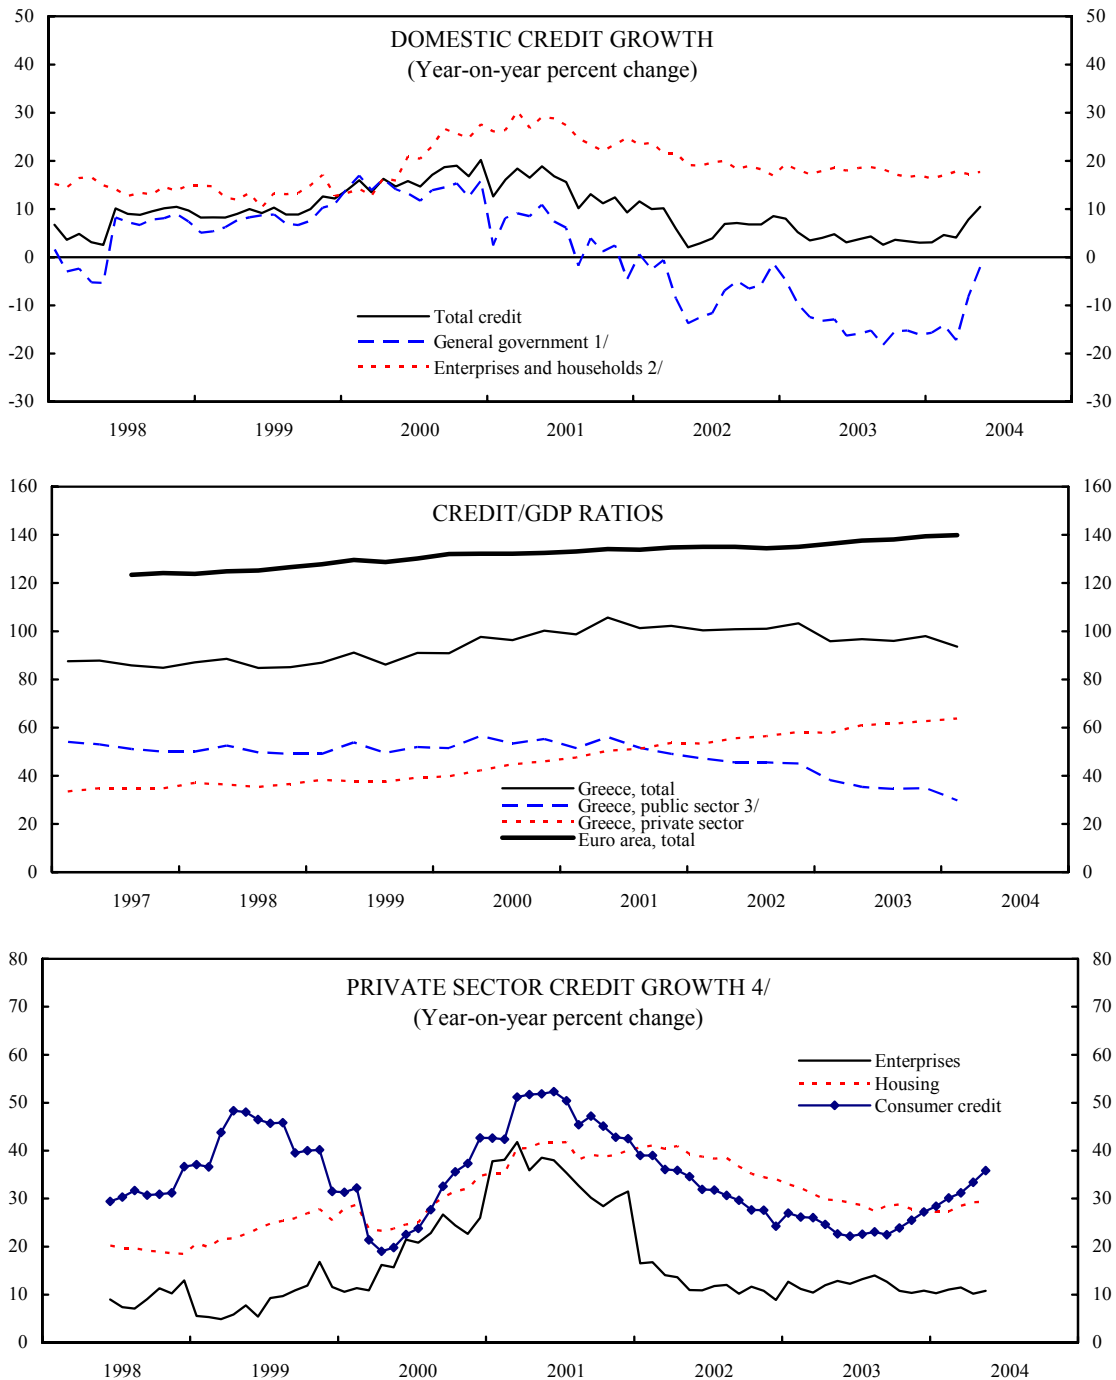 DOMESTIC CREDIT GROWTH
(Year-on-year percent change)
50 50
40 40
30 30
20 20
10 10
0 0
-10 -10
Total credit
General government 1/
-20 -20
Enterprises and households 2/
-30 -30
1998 1999 2000 2001 2002 2003 2004
160 160
CREDIT/GDP RATIOS
140 140
120 120
100 100
80 80
60 60
40 40
Greece, total
Greece, public sector 3/
20 20
Greece, private sector
Euro area, total
0 0
1997 1998 1999 2000 2001 2002 2003 2004
80 80
PRIVATE SECTOR CREDIT GROWTH 4/
(Year-on-year percent change)
70 70
60 60
Enterprises
Housing
Consumer credit
50 50
40 40
30 30
20 20
10 10
0 0
1998 1999 2000 2001 2002 2003 2004